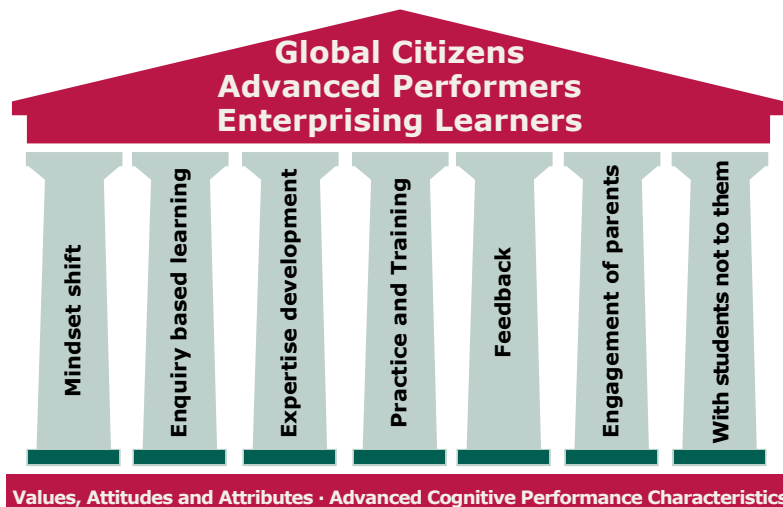 Global Citizens
Advanced Performers
Enterprising Learners
Mindset shift
Enquiry based learning
Expertise development
Practice and Training
Feedback
Engagement of parents
With students not to them
Values, Attitudes and Attributes · Advanced Cognitive Performance Characteristics